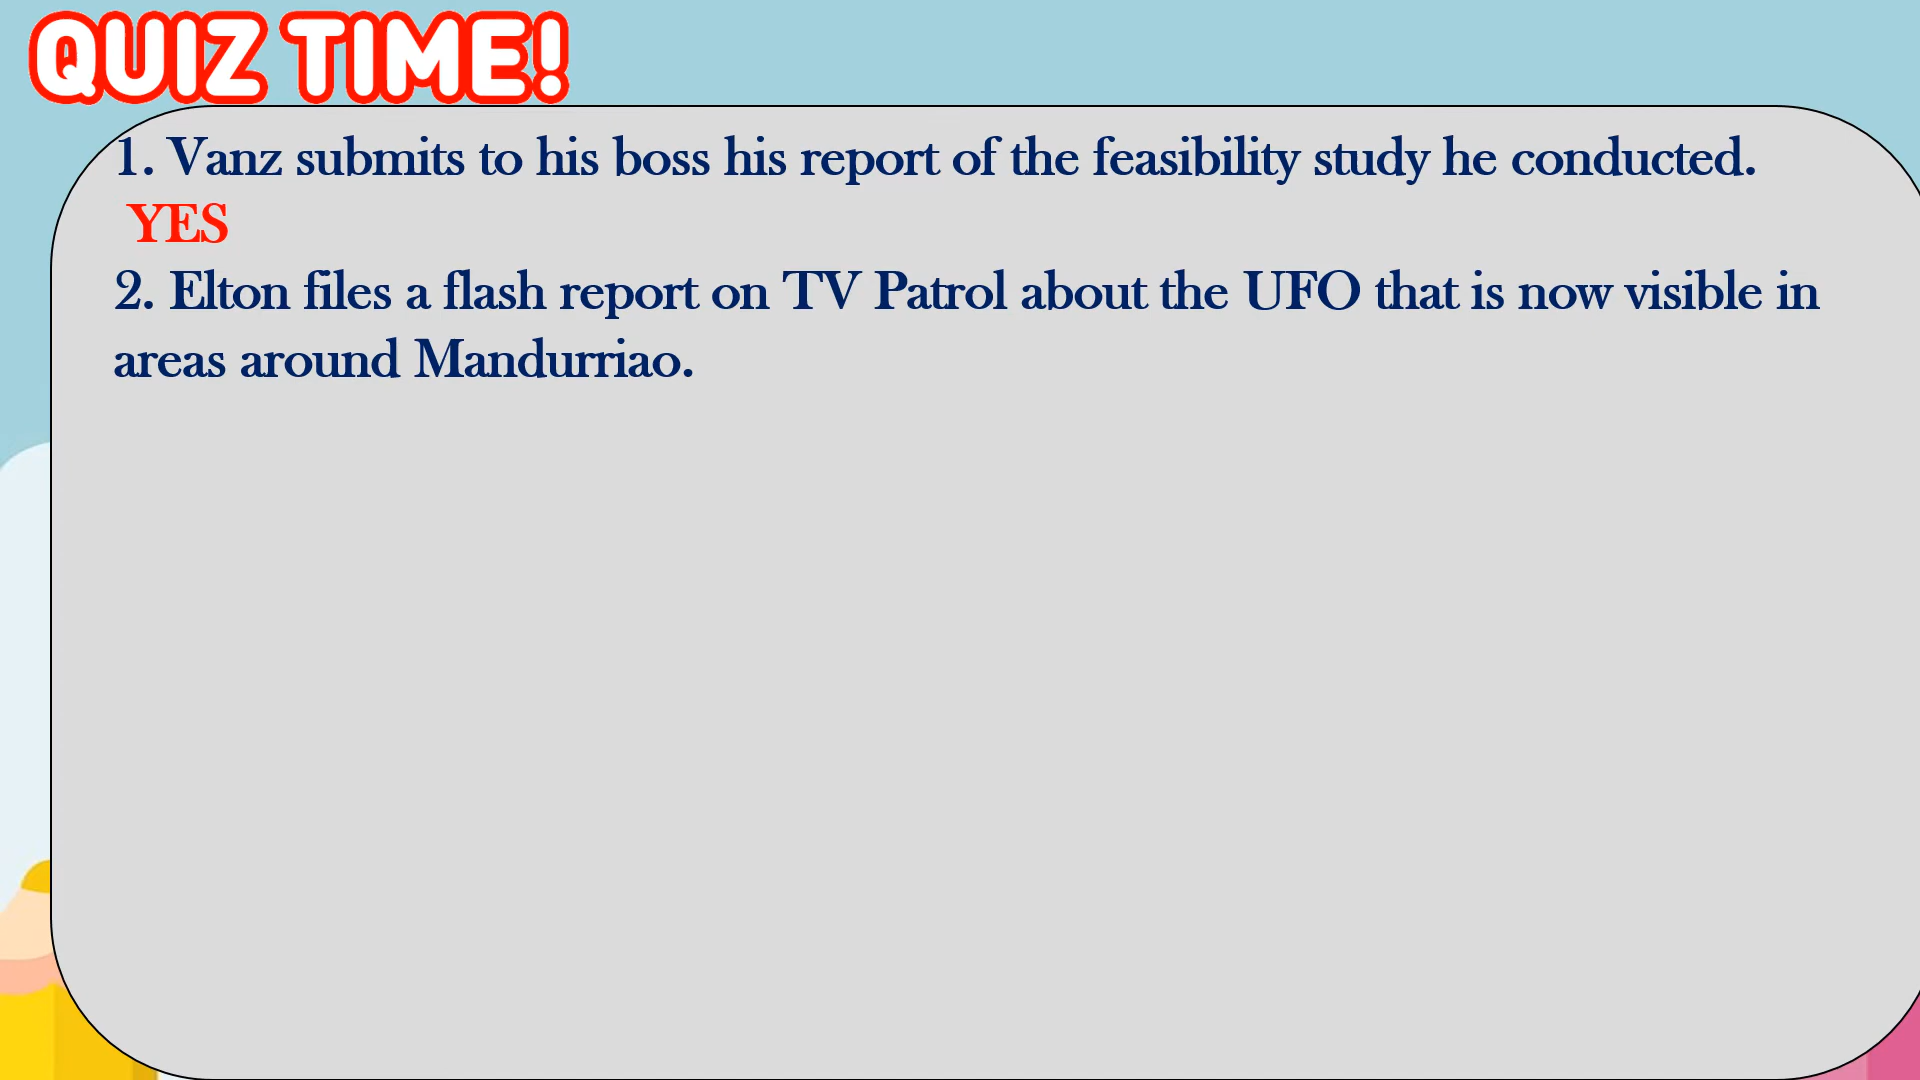 QUIZ TIME!
1. Vanz submits to his boss his report of the feasibility study he conducted.
YES
2. Elton files a flash report on TV Patrol about the UFO that is now visible in
areas around Mandurriao.